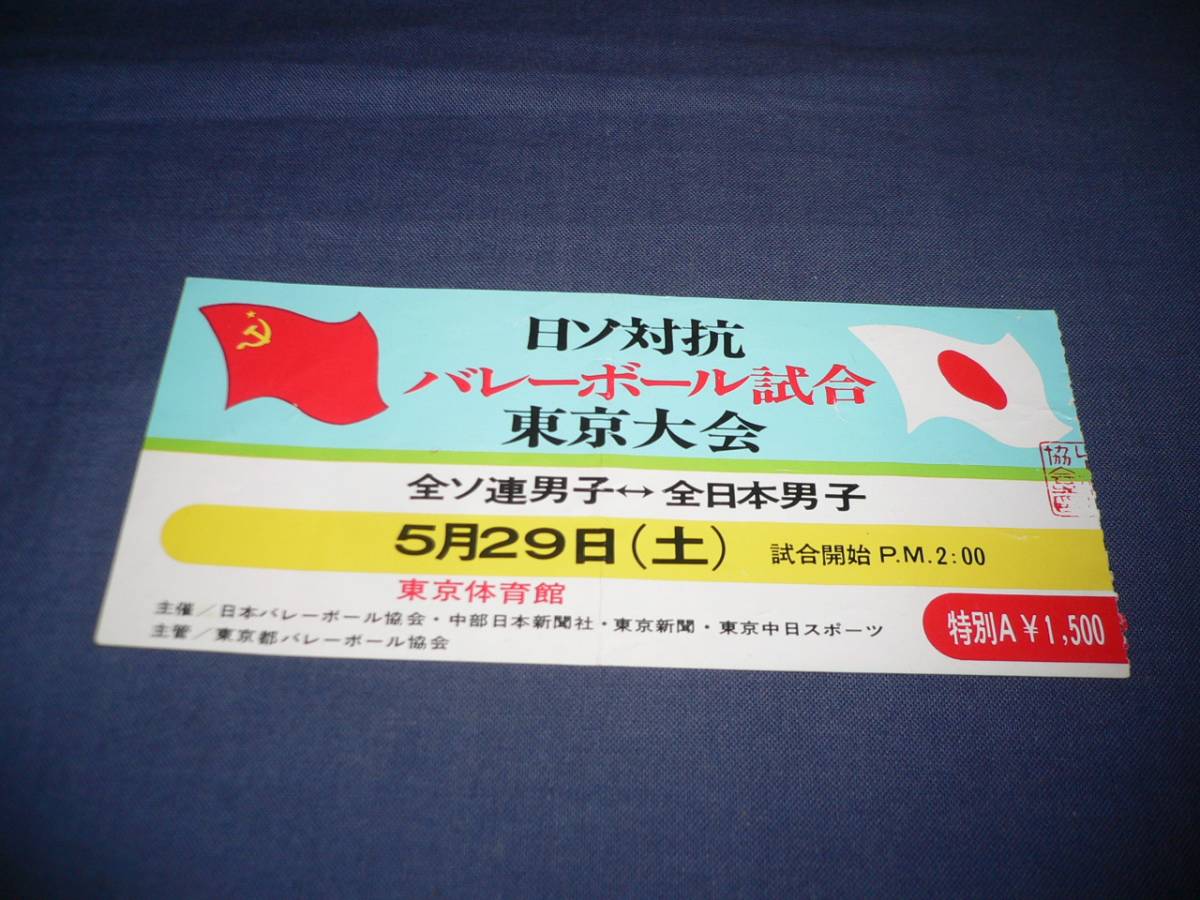 日ソ対抗
バレーボール試合
東京大会
全ソ連男子↔全日本男子
5月29日(土) 試合開始 P.M.2:00
東京体育館
主催/日本バレーボール協会・中部日本新聞社・東京新聞・東京中日スポーツ
主管/東京都バレーボール協会
特別A ¥1,500